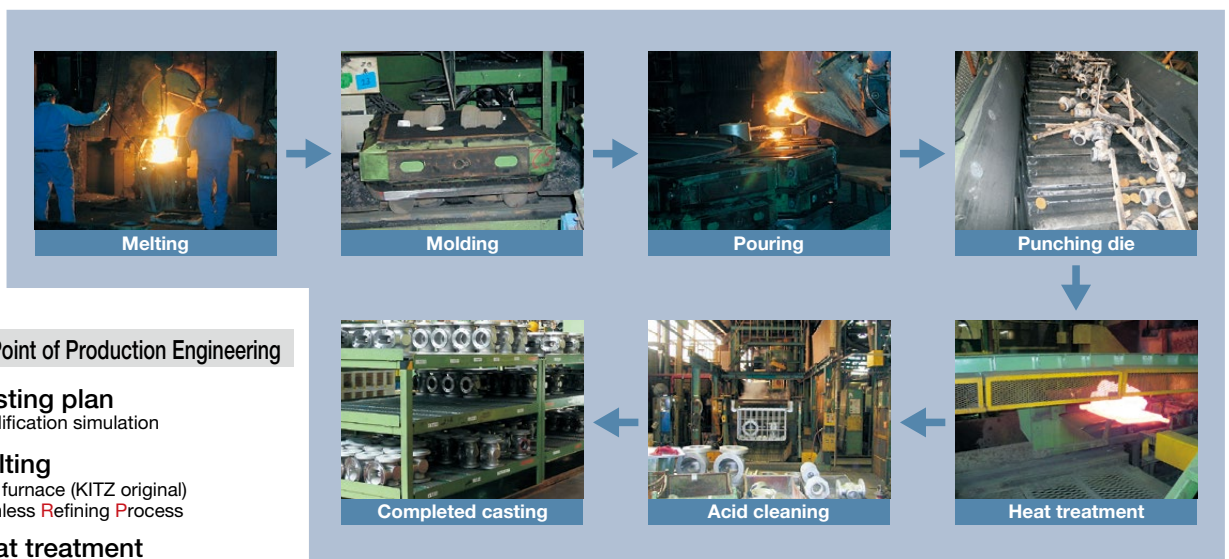 Melting
Molding
Pouring
Punching die
Completed casting
Acid cleaning
Heat treatment
Point of Production Engineering
sting plan
lification simulation
lting
furnace (KITZ original)
nless Refining Process
at treatment